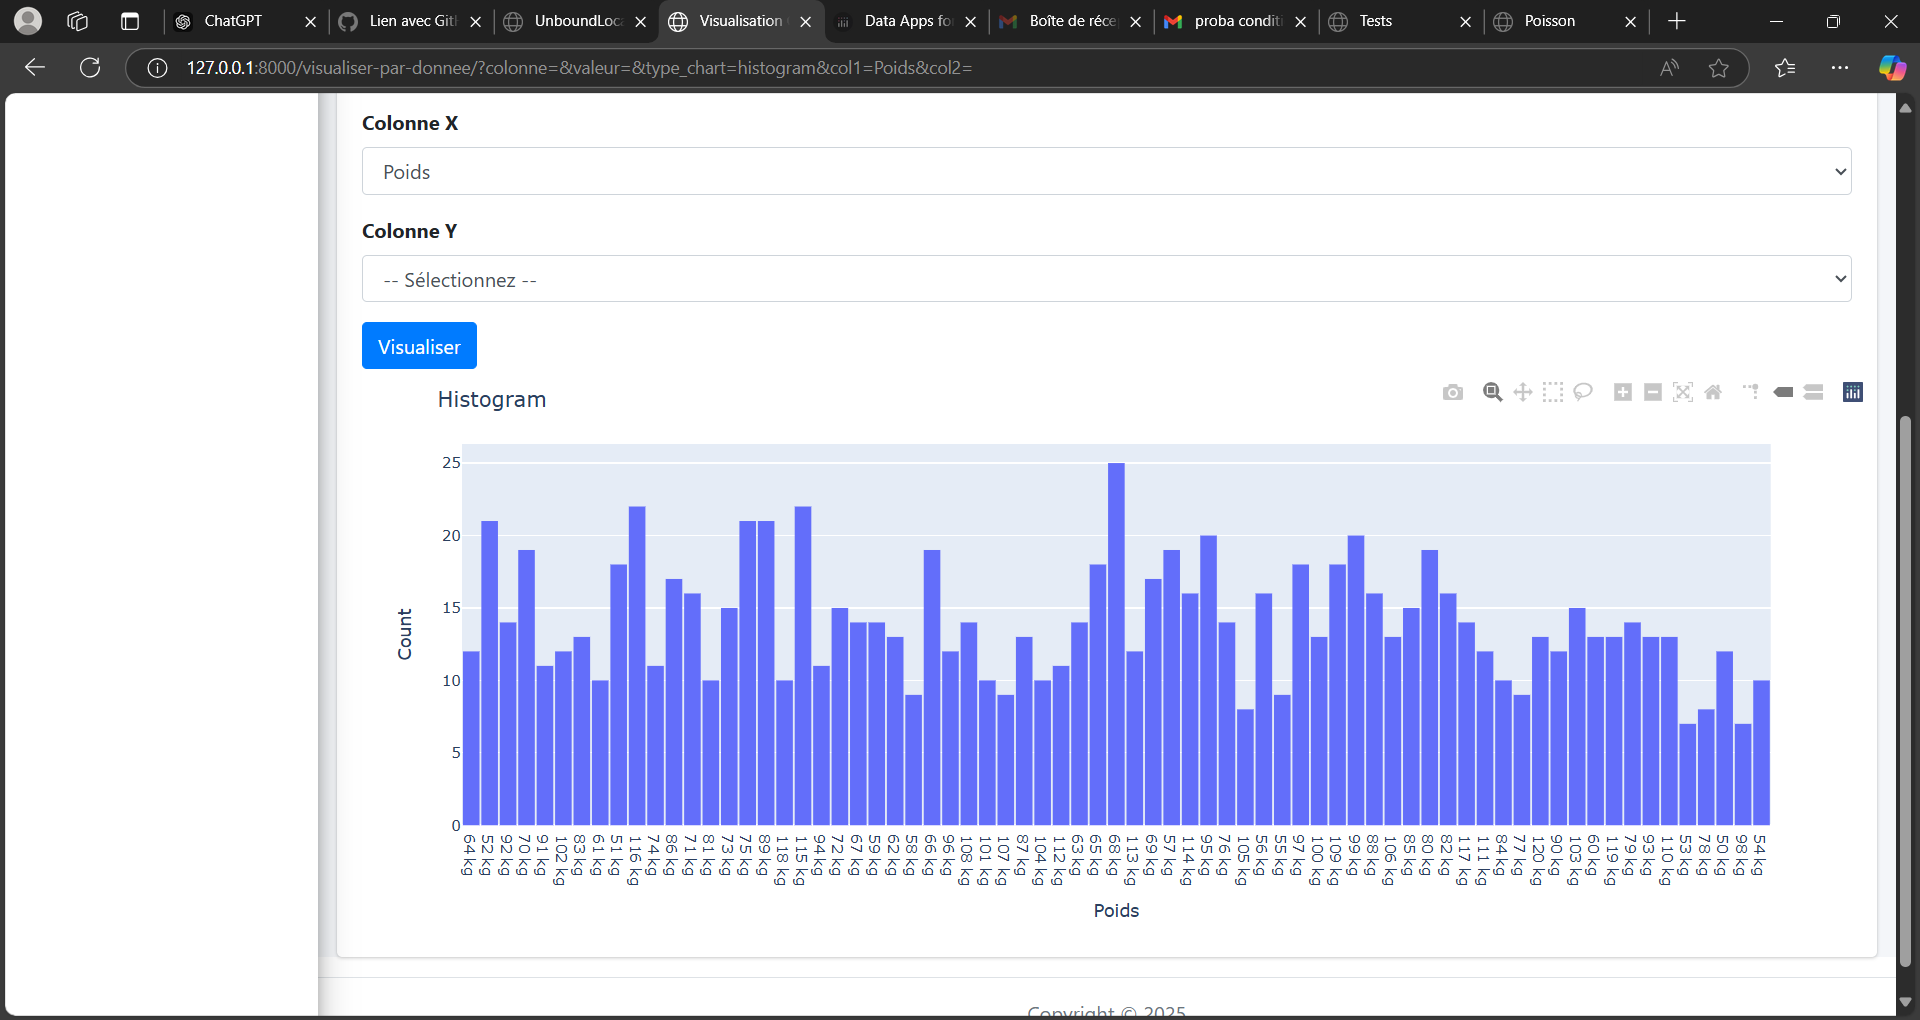 ChatGPT
Lien avec Gitl
UnboundLoca
Visualisation
Data Apps fo
Boîte de réce
proba conditi
Tests
Poisson
127.0.0.1:8000/visualiser-par-donnee/?colonne=&valeur=&type_chart=histogram&col1=Poids&col2=
Colonne X
Poids
Colonne Y
-- Sélectionnez --
Visualiser
Histogram
25
20
15
10
5
0
Count
64 kg
52 kg
92 kg
70 kg
91 kg
102 kg
83 kg
61 kg
51 kg
116 kg
74 kg
86 kg
71 kg
81 kg
73 kg
75 kg
89 kg
118 kg
115 kg
94 kg
72 kg
67 kg
59 kg
62 kg
58 kg
66 kg
96 kg
108 kg
101 kg
107 kg
87 kg
104 kg
112 kg
63 kg
65 kg
68 kg
113 kg
69 kg
57 kg
114 kg
95 kg
76 kg
105 kg
56 kg
55 kg
97 kg
100 kg
109 kg
99 kg
88 kg
106 kg
85 kg
80 kg
82 kg
117 kg
111 kg
84 kg
77 kg
120 kg
90 kg
103 kg
60 kg
119 kg
79 kg
93 kg
110 kg
53 kg
78 kg
50 kg
98 kg
54 kg
Poids
Copyright © 2025